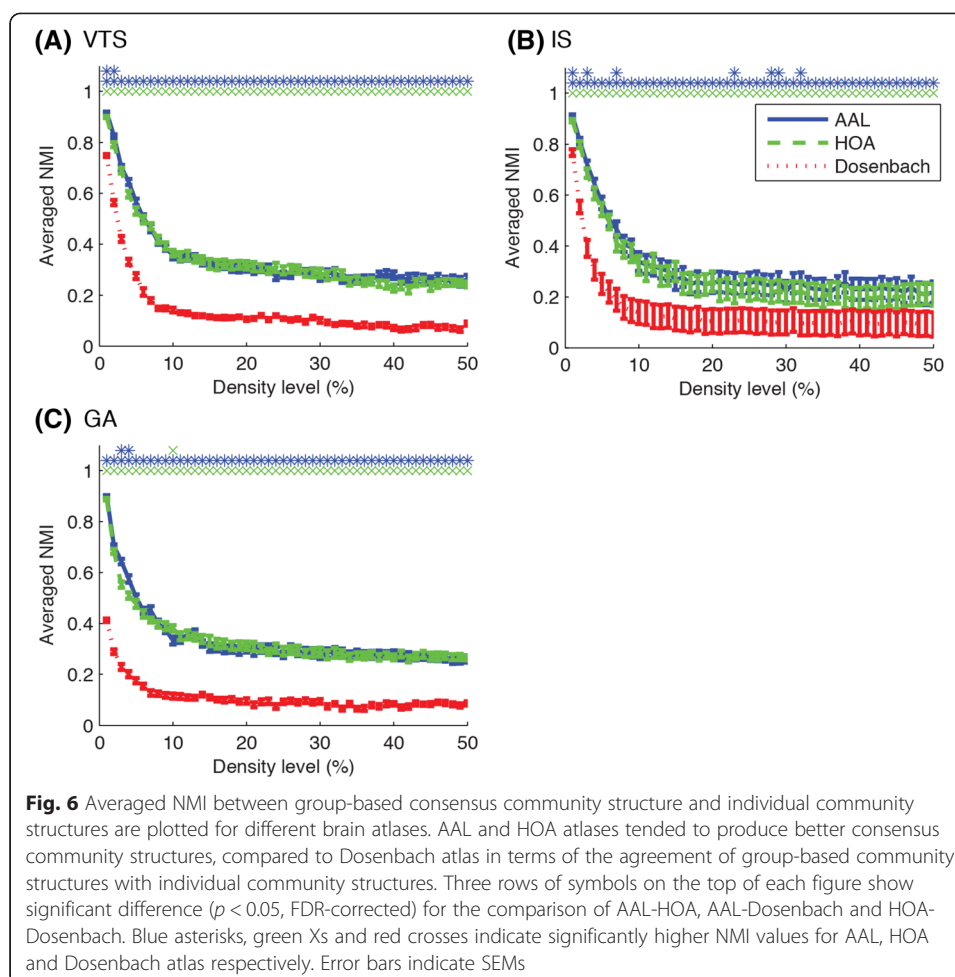 (A) VTS
Averaged NMI
1
0.8
0.6
0.4
0.2
0
0 10 20 30 40 50
Density level (%)
(B) IS
Averaged NMI
1
0.8
0.6
0.4
0.2
0
0 10 20 30 40 50
Density level (%)
AAL
HOA
Dosenbach
(C) GA
Averaged NMI
1
0.8
0.6
0.4
0.2
0
0 10 20 30 40 50
Density level (%)
Fig. 6 Averaged NMI between group-based consensus community structure and individual community
structures are plotted for different brain atlases. AAL and HOA atlases tended to produce better consensus
community structures, compared to Dosenbach atlas in terms of the agreement of group-based community
structures with individual community structures. Three rows of symbols on the top of each figure show
significant difference (p < 0.05, FDR-corrected) for the comparison of AAL-HOA, AAL-Dosenbach and HOA-
Dosenbach. Blue asterisks, green Xs and red crosses indicate significantly higher NMI values for AAL, HOA
and Dosenbach atlas respectively. Error bars indicate SEMs